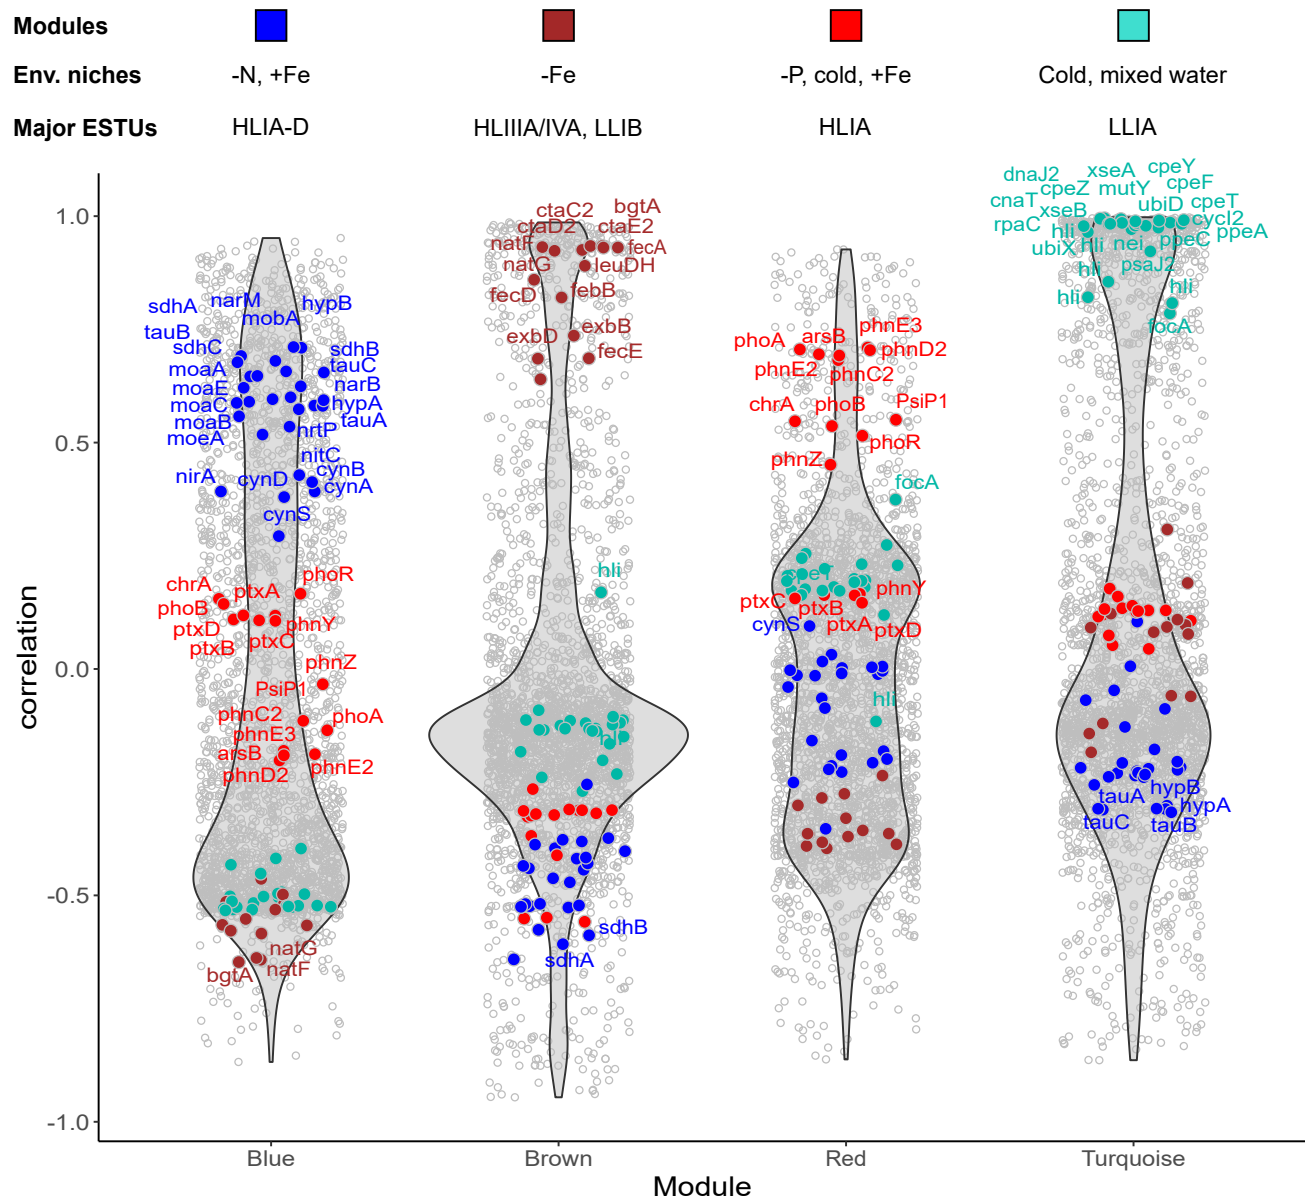 Modules
Env. niches -N, +Fe -Fe -P, cold, +Fe Cold, mixed water
Major ESTUs HLIA-D HLIIIA/IVA, LLIB HLIA LLIA
correlation
1.0
0.5
0.0
-0.5
-1.0
sdhA narM hypB
tauB mobA
sdhC sdhB
moaA tauC
moaE narB
moaC hypA
moaB tauA
moeA nrtP
nitC
nirA cynD cynB
cynA
cynS
chrA ptxA phoR
phoB
ptxD phnY
ptxB ptxC
phnZ
PsiP1
phnC2 phoA
phnE3
arsB
phnD2 phnE2
natG
bgtA natF
ctaC2 bgtA
ctaD2 ctaE2
natF fecA
natG leuDH
fecD febB
exbD exbB
fecE
hli
hli
sdhB
sdhA
phoA arsB phnE3
phnD2
phnE2 phnC2
chrA phoB PsiP1
phoR
phnZ
focA
cpeT
phnY
ptxC ptxB
cynS ptxA ptxD
hli
dnaJ2 xseA cpeY
cpeZ mutY cpeF
cnaT xseB ubiD cpeT
rpaC cycI2
hli ppeC ppeA
ubiX Hli nei
hli psaJ2
hli hli
focA
tauA hypB
hypA
tauC tauB
Blue Brown Red Turquoise
Module